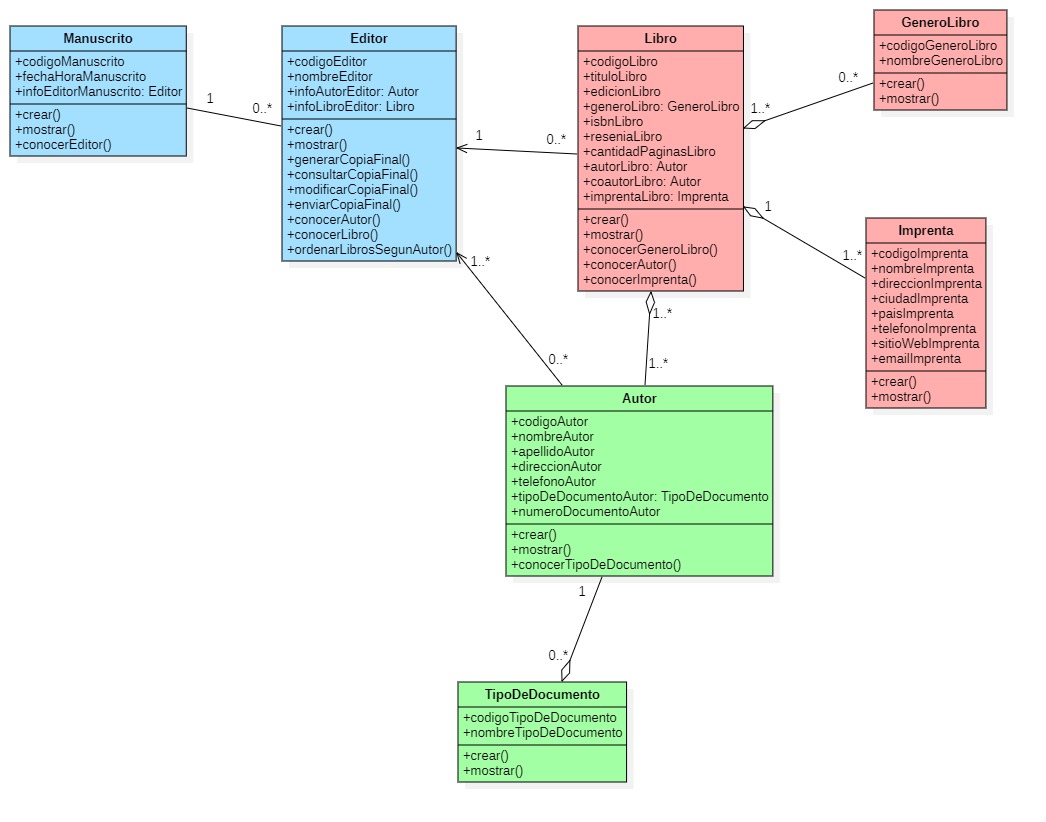 Manuscrito
+codigoManuscrito
+fechaHoraManuscrito
+infoEditorManuscrito: Editor
+crear()
+mostrar()
+conocerEditor()
1
0..*
Editor
+codigoEditor
+nombreEditor
+infoAutorEditor: Autor
+infoLibroEditor: Libro
+crear()
+mostrar()
+generarCopiaFinal()
+consultarCopiaFinal()
+modificarCopiaFinal()
+enviarCopiaFinal()
+conocerAutor()
+conocerLibro()
+ordenarLibrosSegunAutor()
1
0..*
1..*
0..*
Libro
+codigoLibro
+tituloLibro
+edicionLibro
+generoLibro: GeneroLibro
+isbnLibro
+reseniaLibro
+cantidadPaginasLibro
+autorLibro: Autor
+coautorLibro: Autor
+imprentaLibro: Imprenta
+crear()
+mostrar()
+conocerGeneroLibro()
+conocerAutor()
+conocerImprenta()
1..*
0..*
GeneroLibro
+codigoGeneroLibro
+nombreGeneroLibro
+crear()
+mostrar()
1
1..*
Imprenta
+codigoImprenta
+nombreImprenta
+direccionImprenta
+ciudadImprenta
+paisImprenta
+telefonoImprenta
+sitioWebImprenta
+emailImprenta
+crear()
+mostrar()
1..*
1..*
Autor
+codigoAutor
+nombreAutor
+apellidoAutor
+direccionAutor
+telefonoAutor
+tipoDeDocumentoAutor: TipoDeDocumento
+numeroDocumentoAutor
+crear()
+mostrar()
+conocerTipoDeDocumento()
1
0..*
TipoDeDocumento
+codigoTipoDeDocumento
+nombreTipoDeDocumento
+crear()
+mostrar()